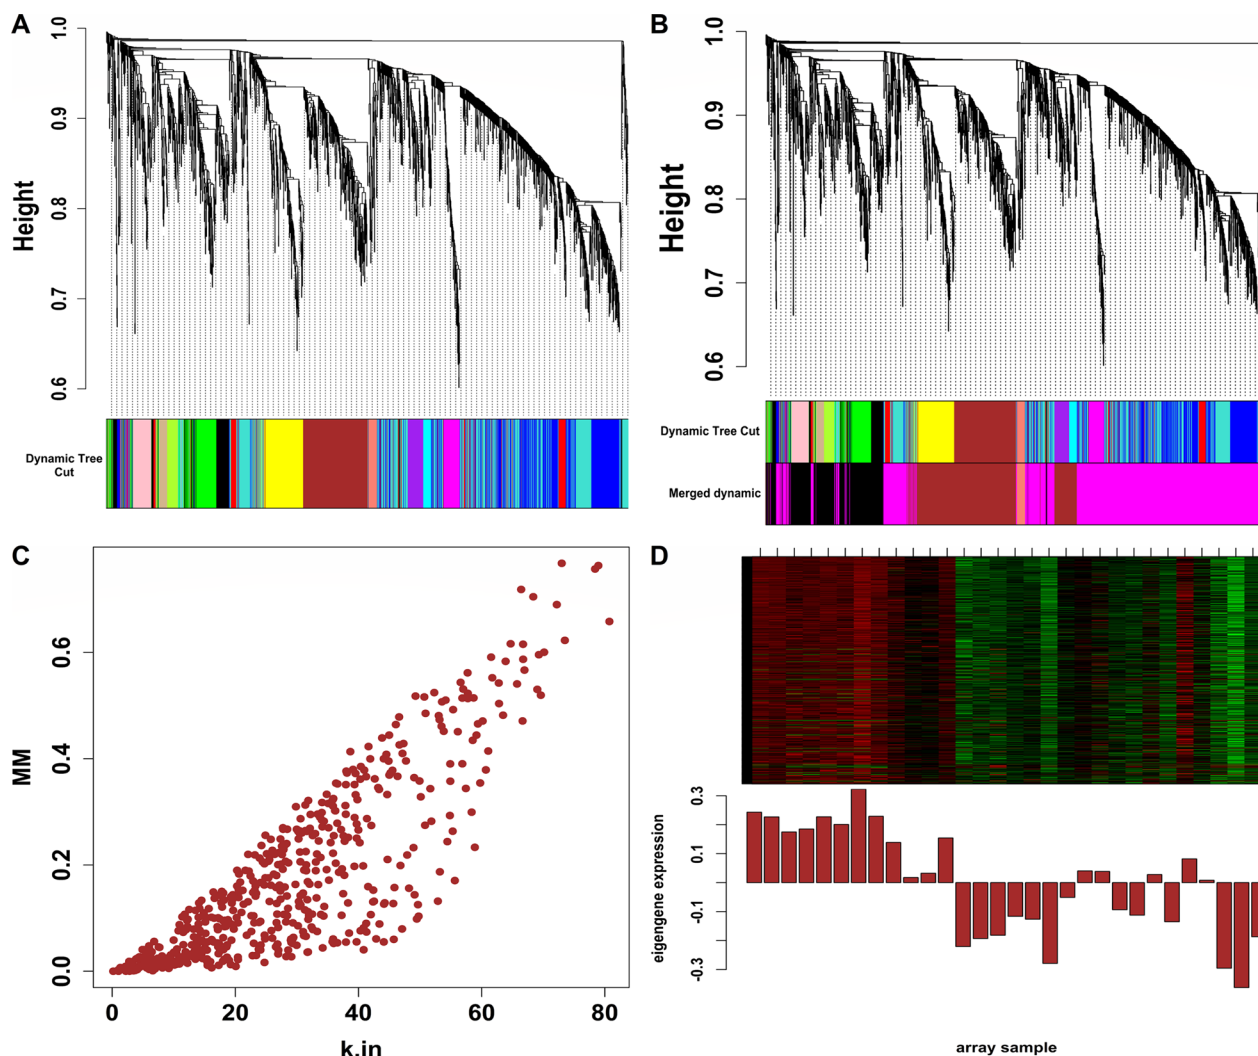 A
B
1.0
0.9
0.8
0.7
0.6
Height
Dynamic Tree
Cut
1.0
0.9
0.8
0.7
0.6
Height
Dynamic Tree Cut
Merged dynamic
C
D
0.6
0.4
0.2
0.0
MM
0
20
40
60
80
k.in
0.3
0.1
-0.1
-0.3
eigengene expression
array sample